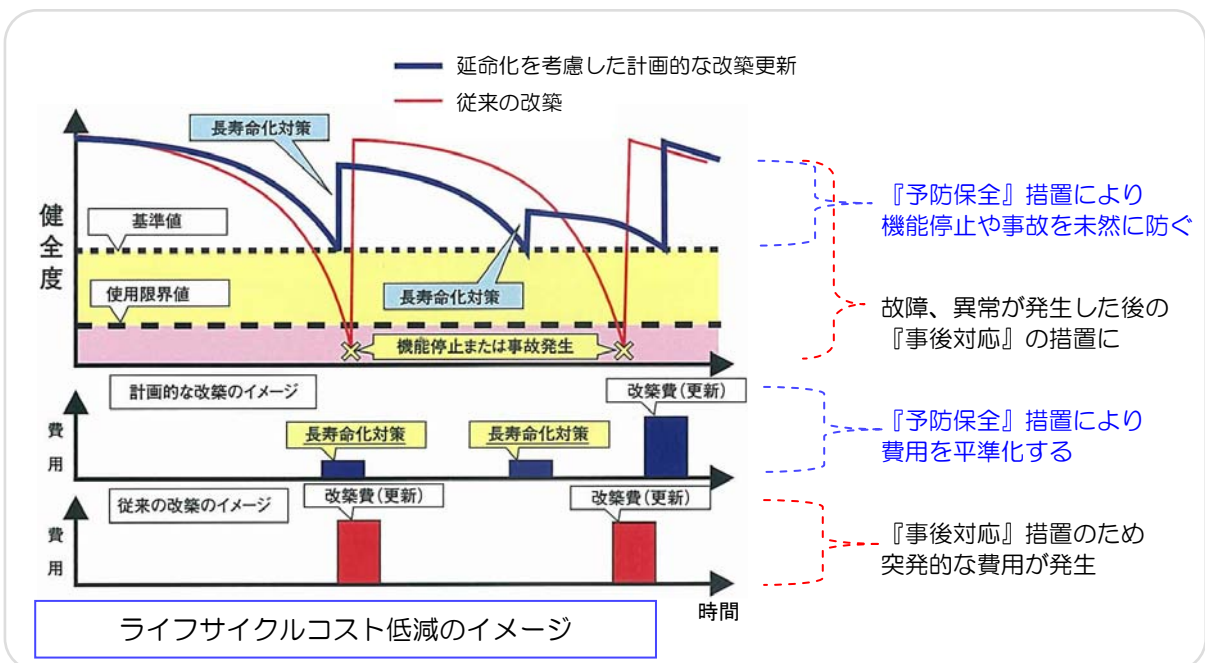 延命化を考慮した計画的な改築更新
従来の改築
長寿命化対策
健全度
基準値
使用限界値
長寿命化対策
機能停止または事故発生
『予防保全』措置により
機能停止や事故を未然に防ぐ
故障、異常が発生した後の
『事後対応』の措置に
計画的な改築のイメージ
費用
長寿命化対策
長寿命化対策
改築費(更新)
『予防保全』措置により
費用を平準化する
従来の改築のイメージ
費用
改築費(更新)
改築費(更新)
『事後対応』措置のため
突発的な費用が発生
時間
ライフサイクルコスト低減のイメージ